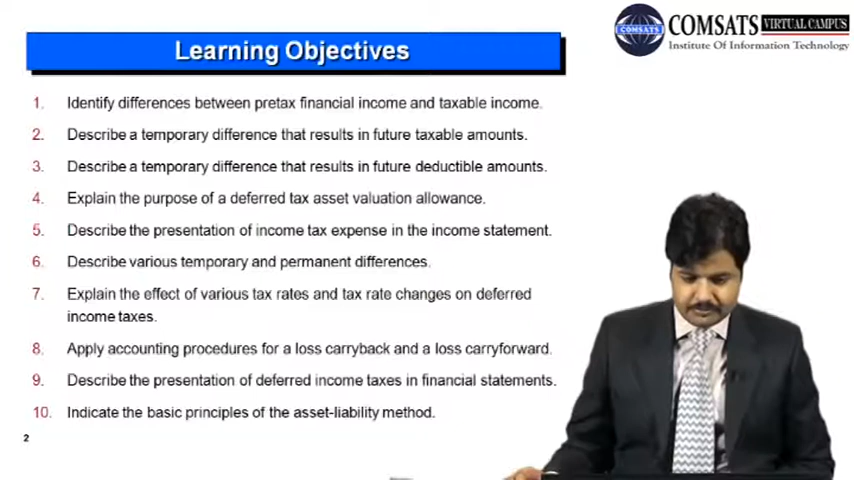 COMSATS
COMSATS VIRTUAL CAMPUS
Institute Of Information Technology
Learning Objectives
1. Identify differences between pretax financial income and taxable income.
2. Describe a temporary difference that results in future taxable amounts.
3. Describe a temporary difference that results in future deductible amounts.
4. Explain the purpose of a deferred tax asset valuation allowance.
5. Describe the presentation of income tax expense in the income statement.
6. Describe various temporary and permanent differences.
7. Explain the effect of various tax rates and tax rate changes on deferred
income taxes.
8. Apply accounting procedures for a loss carryback and a loss carryforward.
9. Describe the presentation of deferred income taxes in financial statements.
10. Indicate the basic principles of the asset-liability method.
2